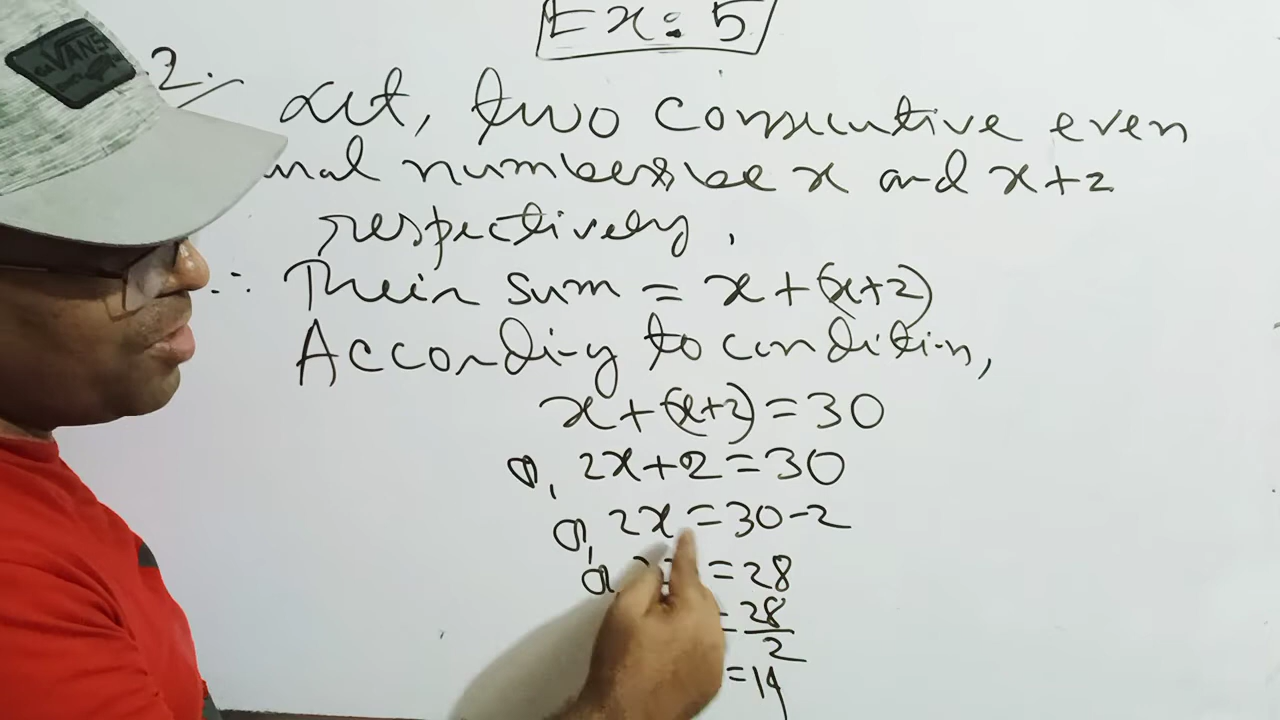 VANS
Ex: 5
2.
Let, two consecutive even
numbers be x and x+2
respectively.
∴ Their sum = x+(x+2)
According to condition,
x+(x+2)=30
or, 2x+2=30
or, 2x=30-2
or =28
=28/2
=14